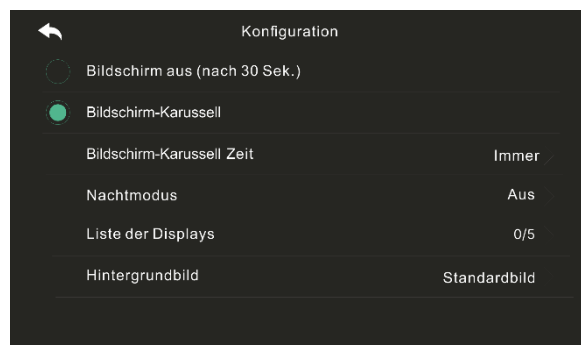 Konfiguration
Bildschirm aus (nach 30 Sek.)
Bildschirm-Karussell
Bildschirm-Karussell Zeit Immer
Nachtmodus Aus
Liste der Displays 0/5
Hintergrundbild Standardbild